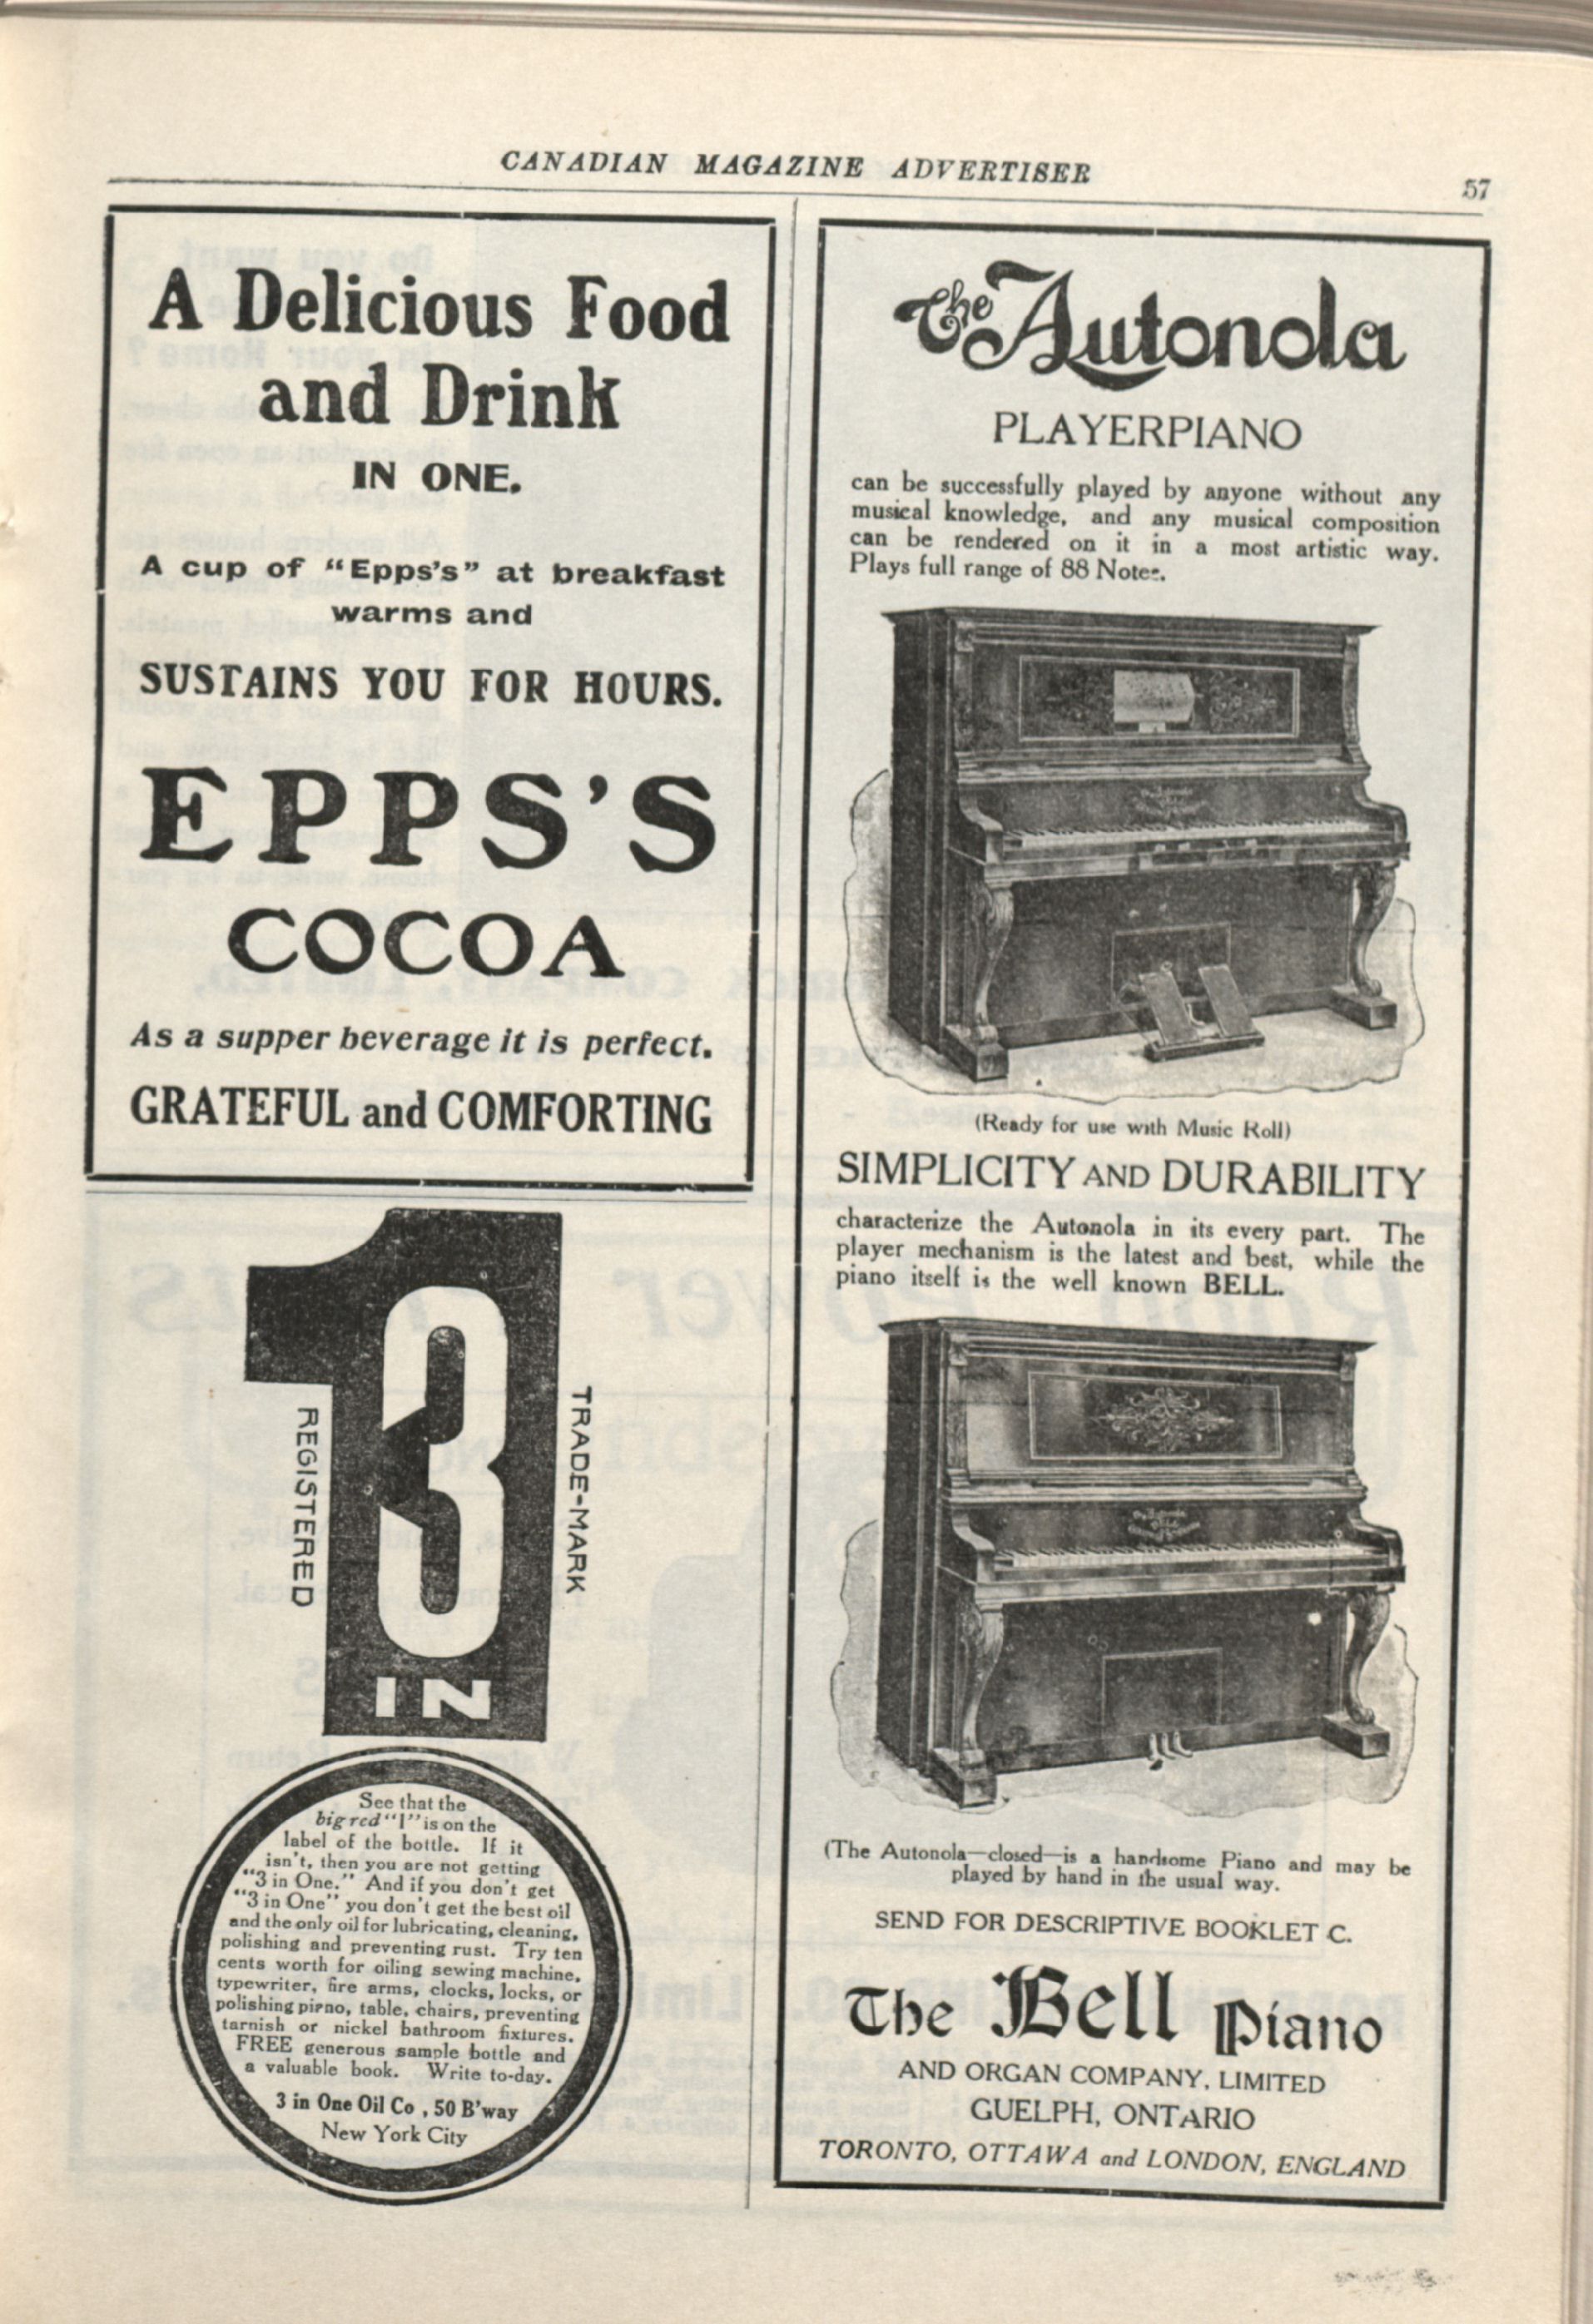 CANADIAN MAGAZINE ADVERTISER
57
A Delicious Food
and Drink
IN ONE.
A cup of “Epps's” at breakfast
warms and
SUSTAINS YOU FOR HOURS.
EPPS'S
COCOA
As a supper beverage it is perfect.
GRATEFUL and COMFORTING
1
3
IN
REGISTERED
TRADE-MARK
See that the
big red “1” is on the
label of the bottle. If it
isn't, then you are not getting
“3 in One.” And if you don't get
“3 in One” you don't get the best oil
and the only oil for lubricating, cleaning,
polishing and preventing rust. Try ten
cents worth for oiling sewing machine,
typewriter, fire arms, clocks, locks, or
polishing piano, table, chairs, preventing
tarnish or nickel bathroom fixtures.
FREE generous sample bottle and
a valuable book. Write to-day.
3 in One Oil Co , 50 B'way
New York City
The Autonola
PLAYERPIANO
can be successfully played by anyone without any
musical knowledge, and any musical composition
can be rendered on it in a most artistic way.
Plays full range of 88 Notes.
(Ready for use with Music Roll)
SIMPLICITY AND DURABILITY
characterize the Autonola in its every part. The
player mechanism is the latest and best, while the
piano itself is the well known BELL.
(The Autonola—closed—is a handsome Piano and may be
played by hand in the usual way.
SEND FOR DESCRIPTIVE BOOKLET C.
The Bell Piano
AND ORGAN COMPANY, LIMITED
GUELPH, ONTARIO
TORONTO, OTTAWA and LONDON, ENGLAND